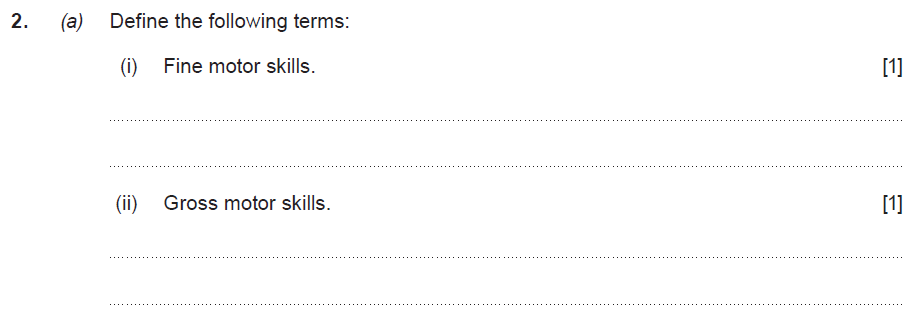 2. (a) Define the following terms:
(i) Fine motor skills. [1]
(ii) Gross motor skills. [1]